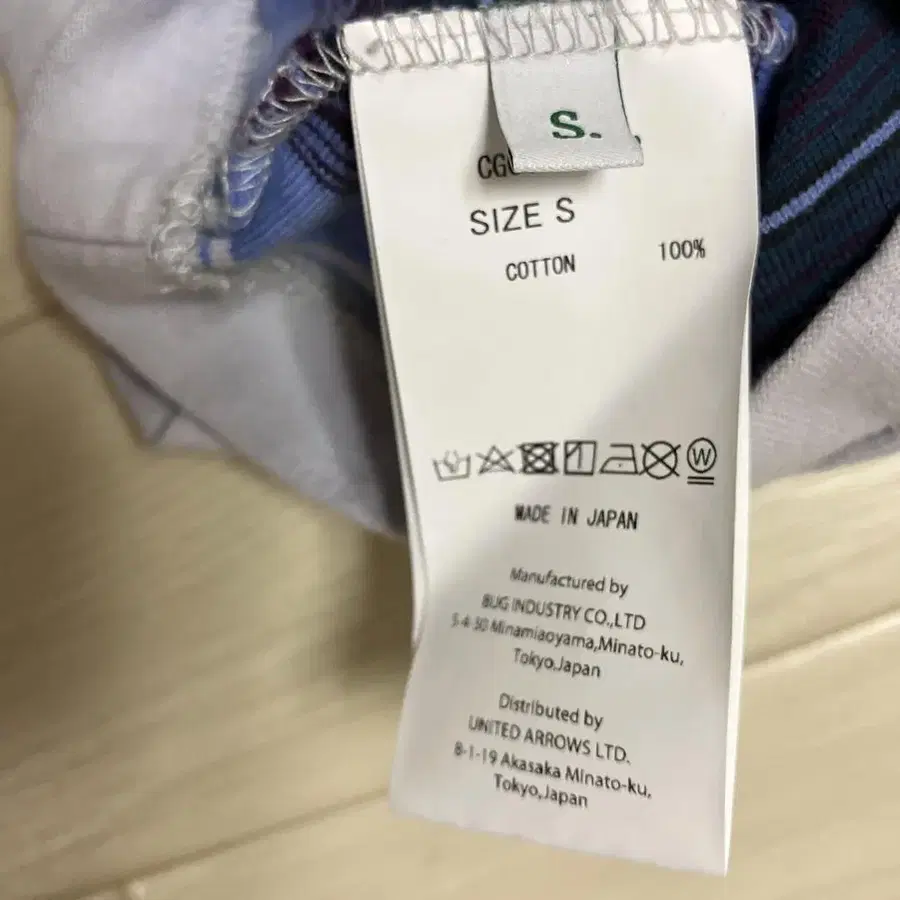 S.
SIZE S
COTTON 100%
W
MADE IN JAPAN
Manufactured by
BUG INDUSTRY CO.,LTD
5-4-30 Minamiaoyama,Minato-ku,
Tokyo,Japan
Distributed by
UNITED ARROWS LTD.
8-1-19 Akasaka Minato-ku,
Tokyo,Japan